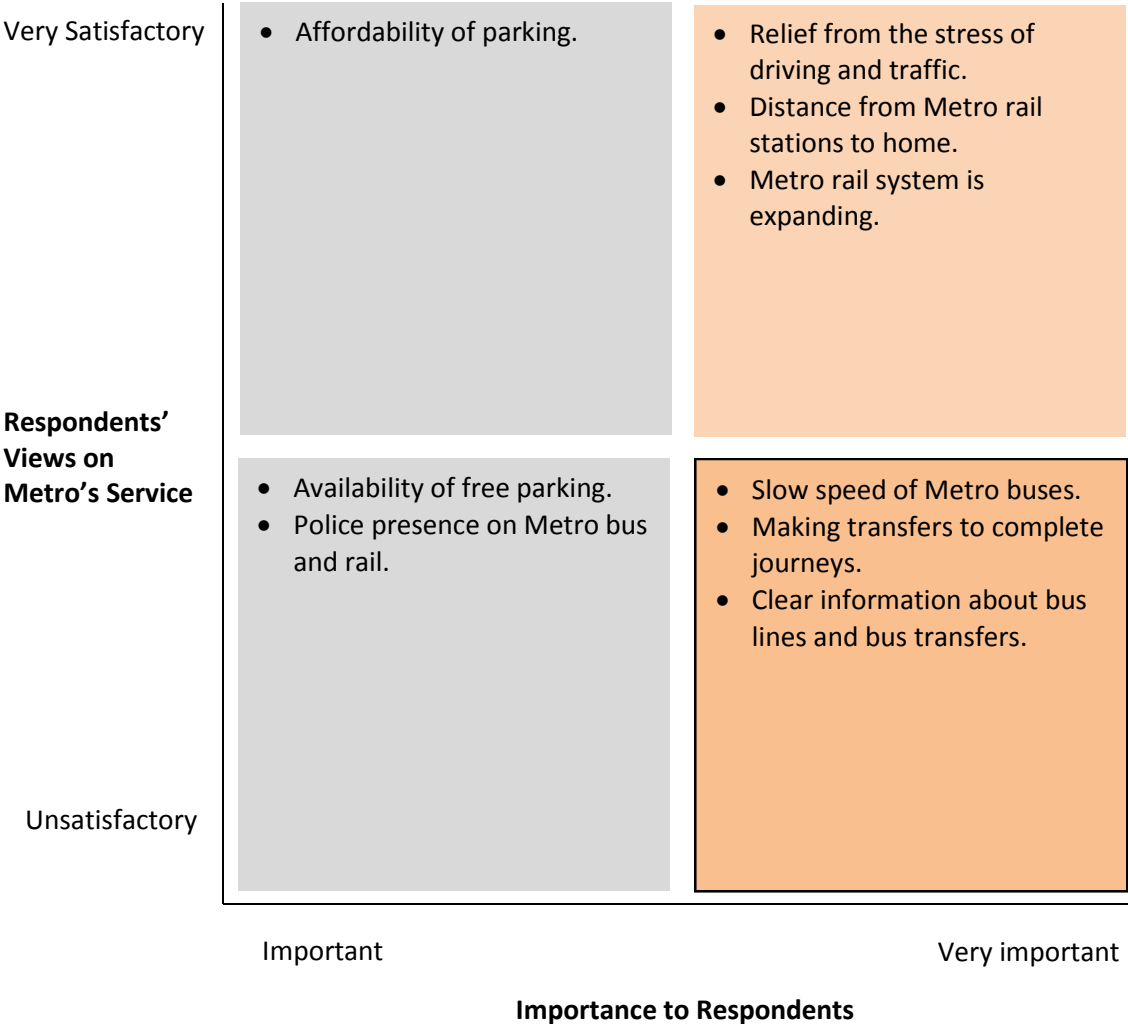 Very Satisfactory
• Affordability of parking.
• Relief from the stress of
driving and traffic.
• Distance from Metro rail
stations to home.
• Metro rail system is
expanding.
Respondents’
Views on
Metro’s Service
• Availability of free parking.
• Police presence on Metro bus
and rail.
• Slow speed of Metro buses.
• Making transfers to complete
journeys.
• Clear information about bus
lines and bus transfers.
Unsatisfactory
Important
Very important
Importance to Respondents